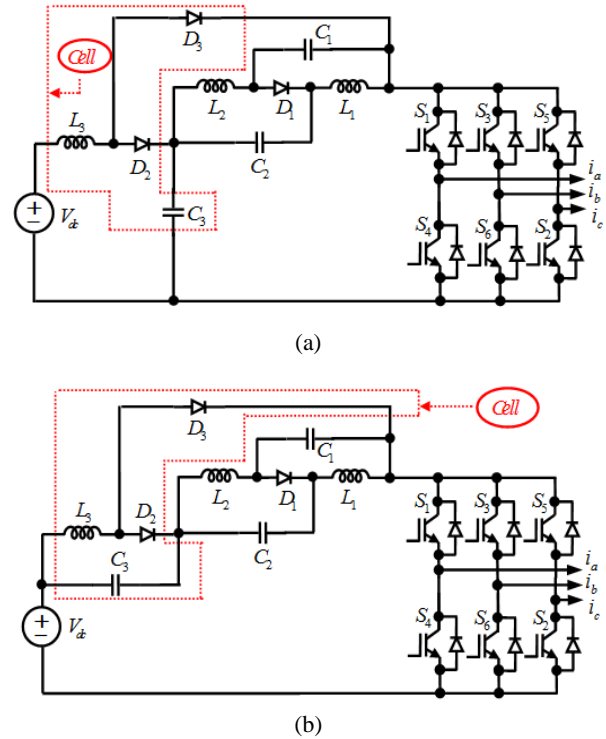 D3
C1
Cell
L3
L2
D1
L1
D2
C2
S1
S3
S5
ia
ib
ic
Vdc
C3
S4
S6
S2
(a)
Cell
D3
C1
L2
D1
L1
L3
D2
C2
C3
S1
S3
S5
ia
ib
ic
Vdc
S4
S6
S2
(b)